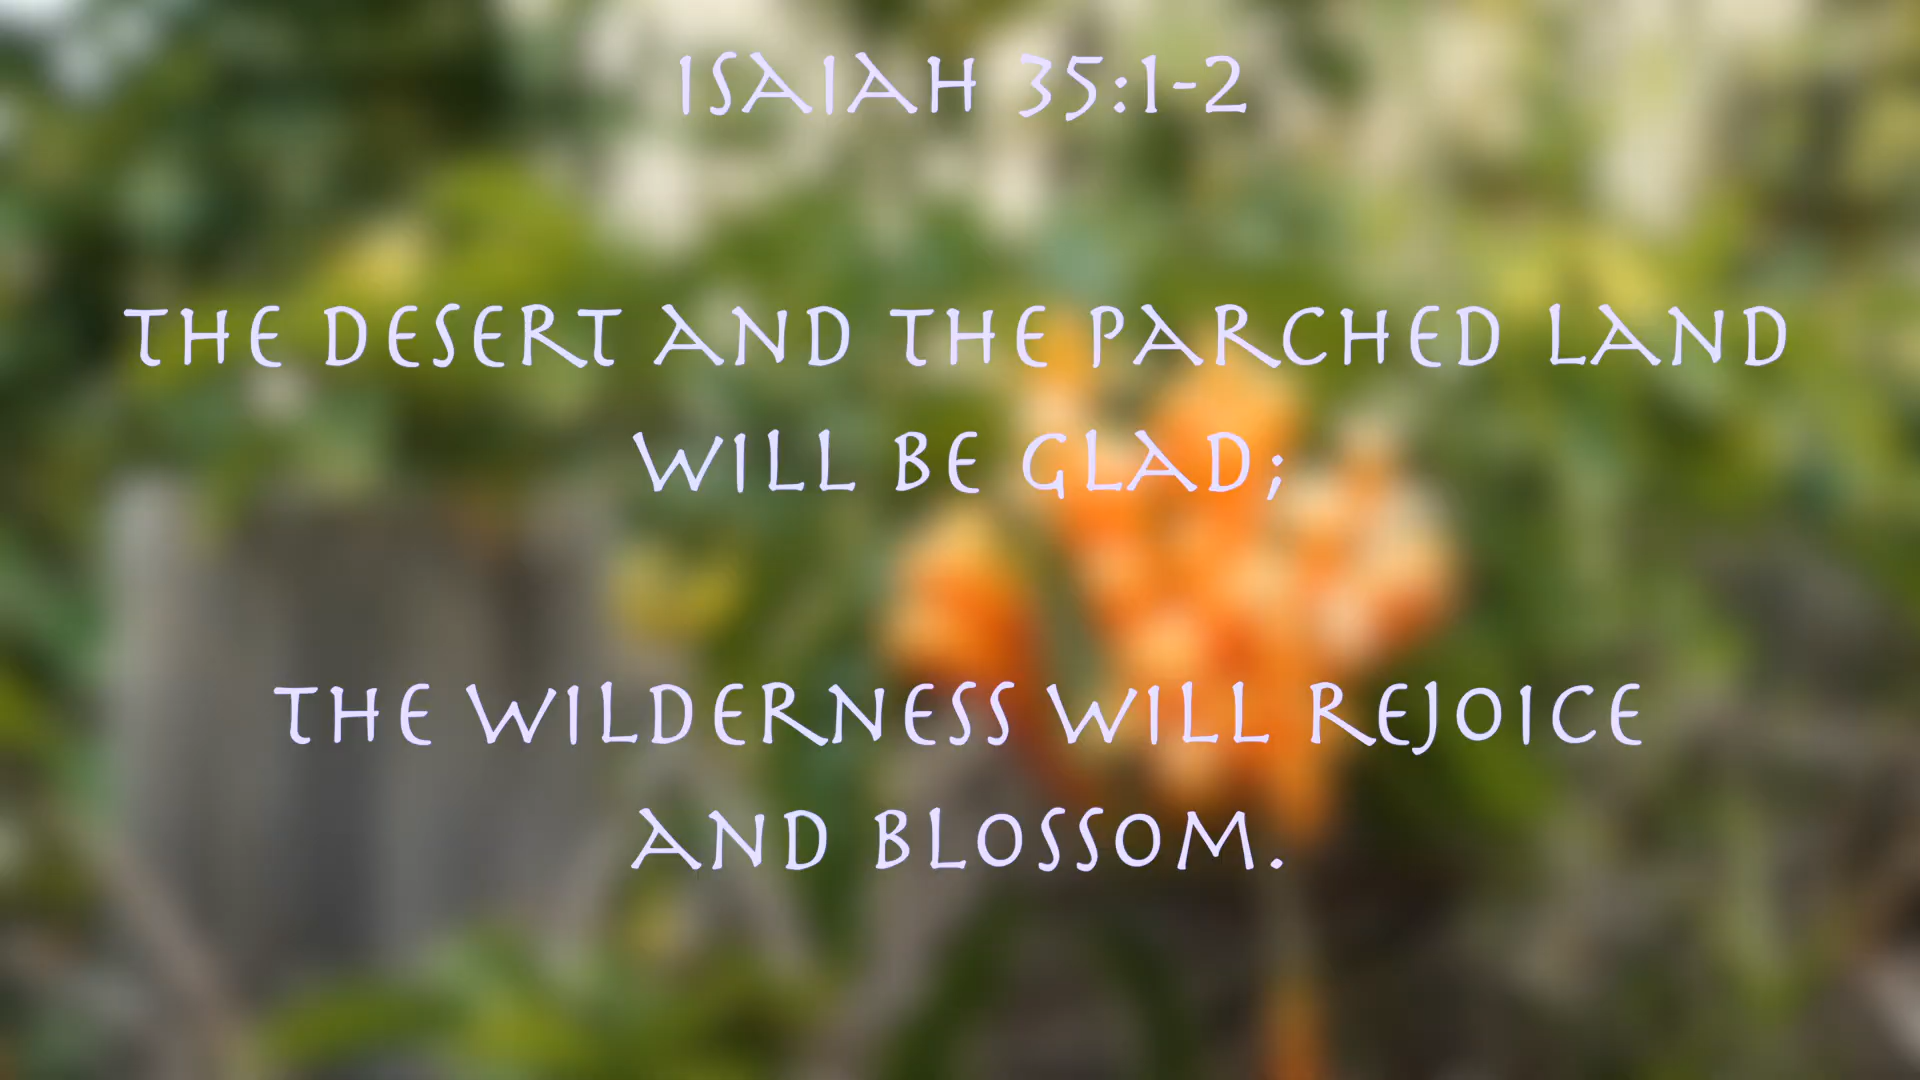 ISAIAH 35:1-2
THE DESERT AND THE PARCHED LAND
WILL BE GLAD;
THE WILDERNESS WILL REJOICE
AND BLOSSOM.